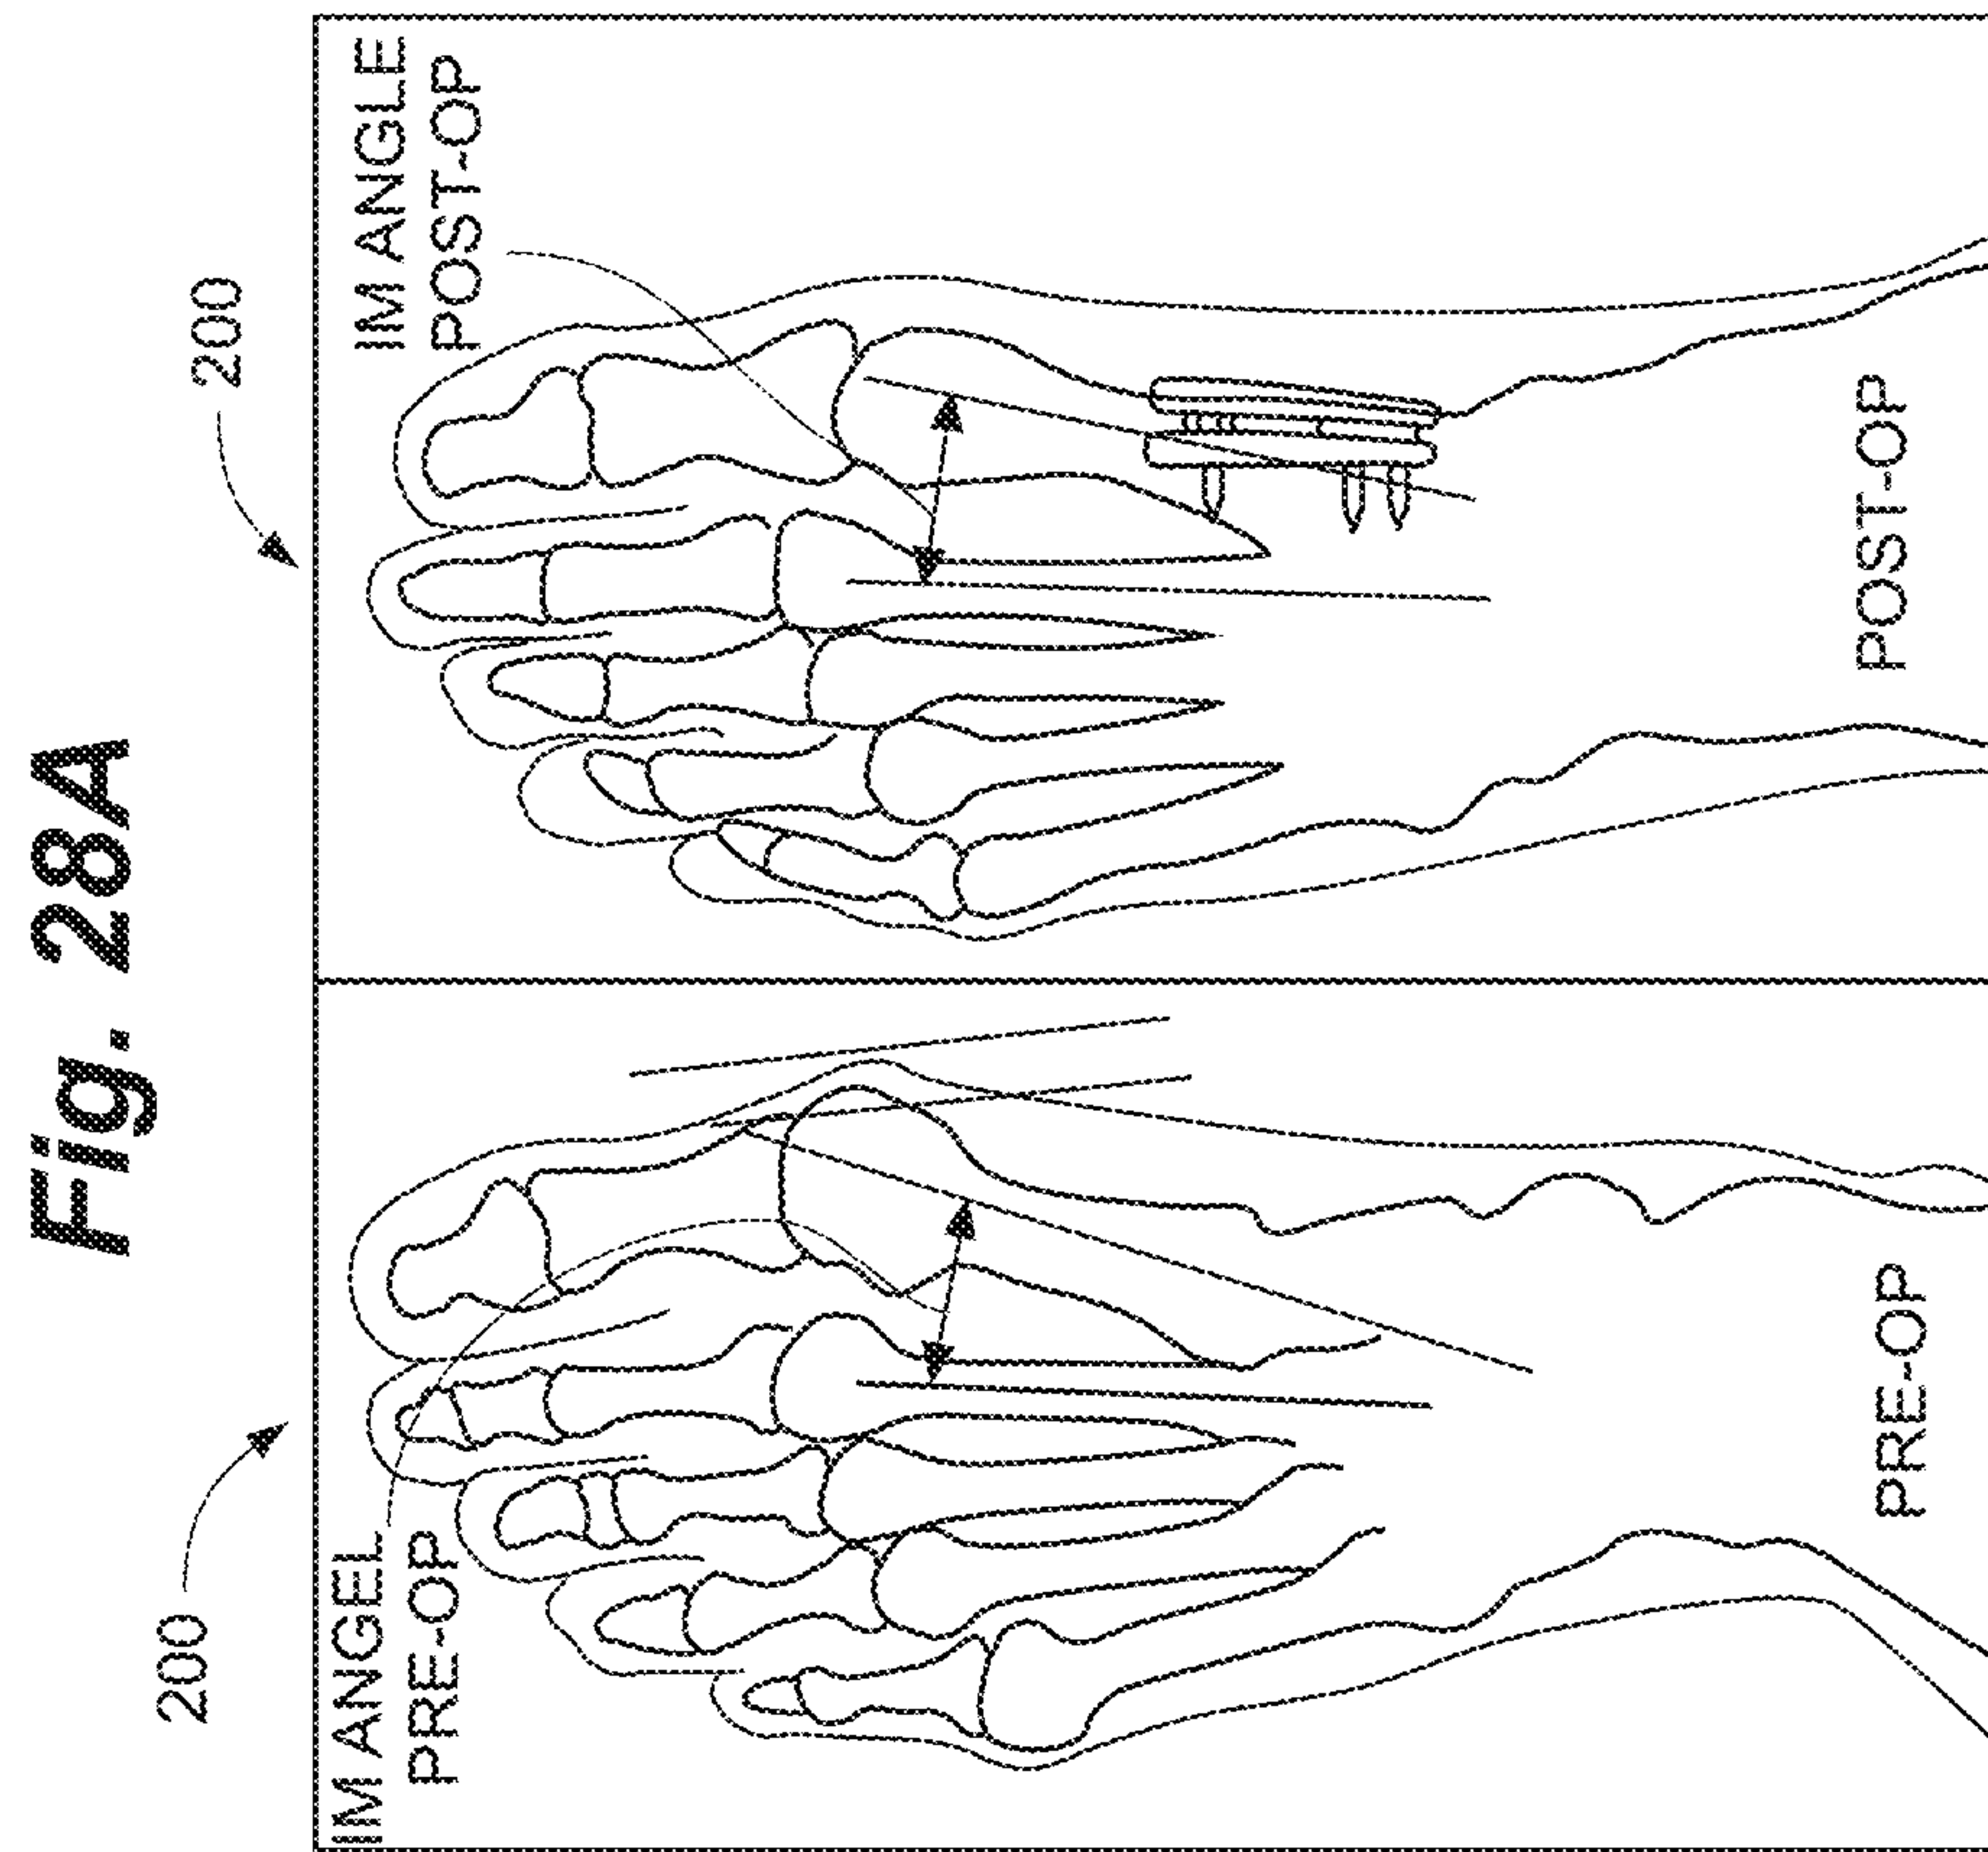 Fig. 28A
200
200
IM ANGEL
PRE-OP
IM ANGLE
POST-OP
PRE-OP
POST-OP